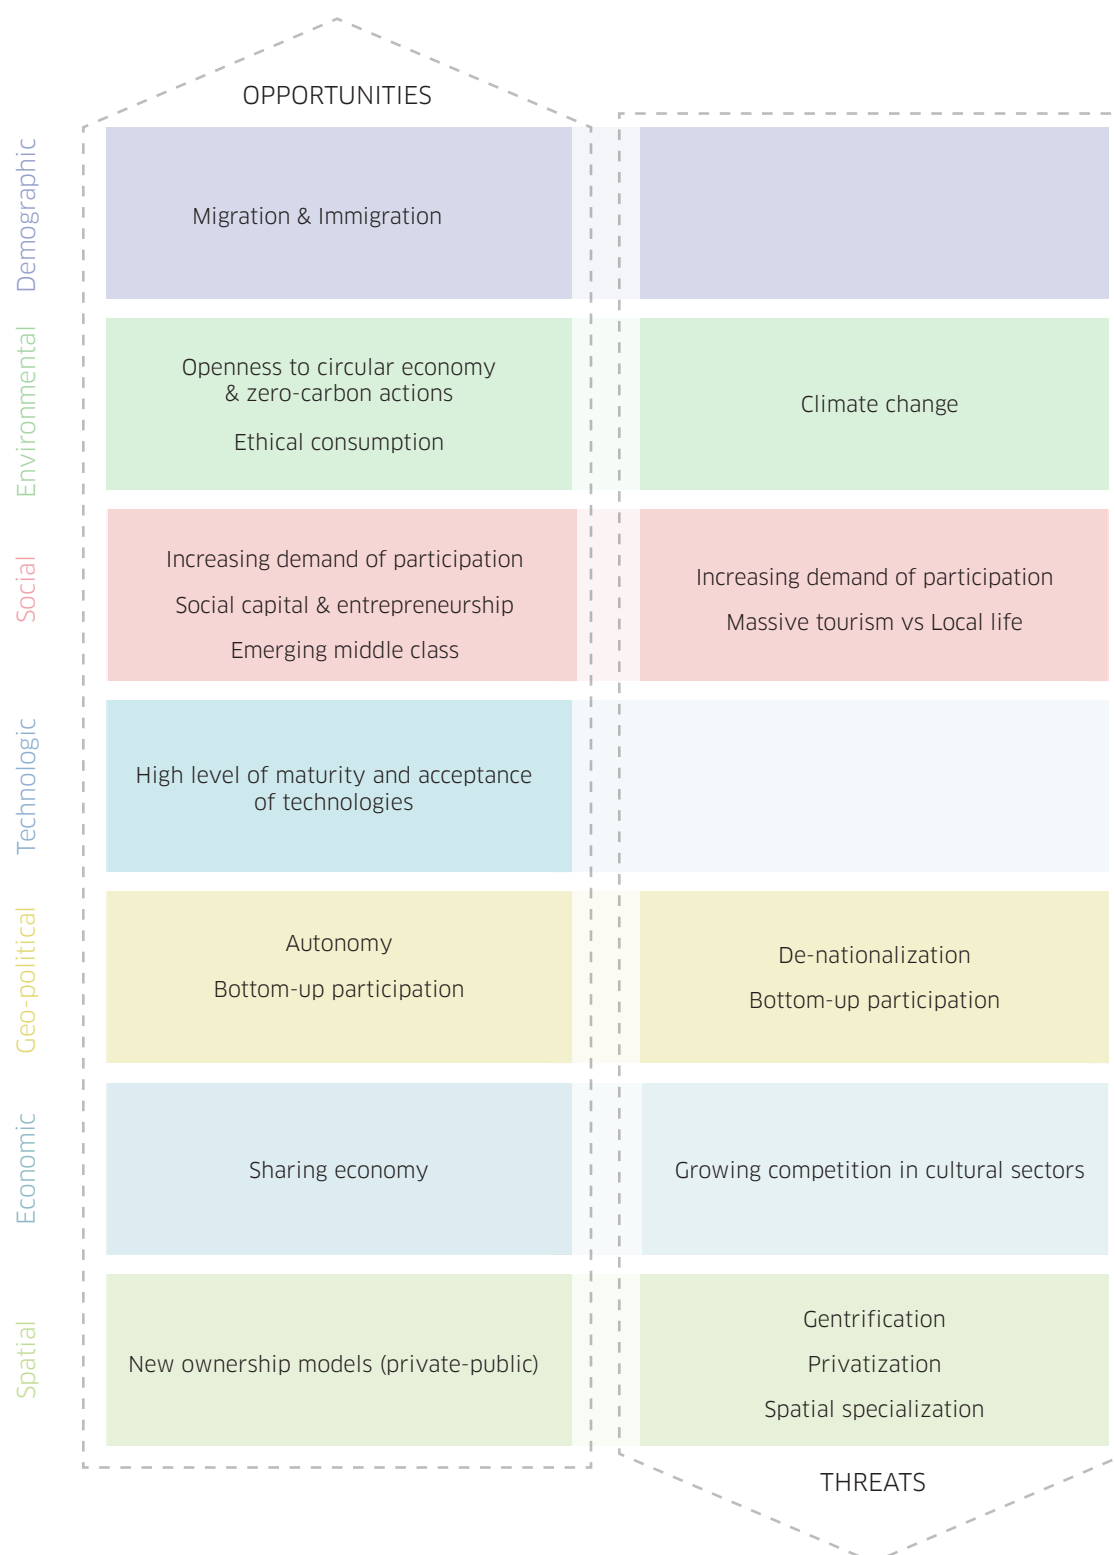 OPPORTUNITIES
Demographic
Migration & Immigration
Environmental
Openness to circular economy
& zero-carbon actions
Ethical consumption
Climate change
Social
Increasing demand of participation
Social capital & entrepreneurship
Emerging middle class
Increasing demand of participation
Massive tourism vs Local life
Technologic
High level of maturity and acceptance
of technologies
Geo-political
Autonomy
Bottom-up participation
De-nationalization
Bottom-up participation
Economic
Sharing economy
Growing competition in cultural sectors
Spatial
New ownership models (private-public)
Gentrification
Privatization
Spatial specialization
THREATS